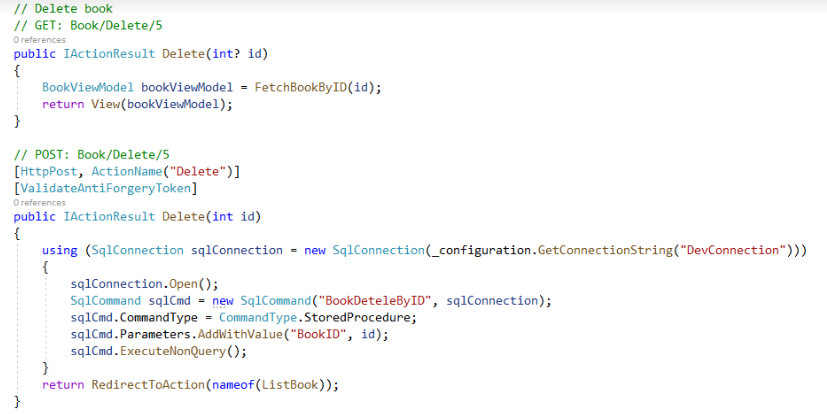 // Delete book
// GET: Book/Delete/5
0 references
public IActionResult Delete(int? id)
{
BookViewModel bookViewModel = FetchBookByID(id);
return View(bookViewModel);
}
// POST: Book/Delete/5
[HttpPost, ActionName("Delete")]
[ValidateAntiForgeryToken]
0 references
public IActionResult Delete(int id)
{
using (SqlConnection sqlConnection = new SqlConnection(_configuration.GetConnectionString("DevConnection")))
{
sqlConnection.Open();
SqlCommand sqlCmd = new SqlCommand("BookDeteleByID", sqlConnection);
sqlCmd.CommandType = CommandType.StoredProcedure;
sqlCmd.Parameters.AddWithValue("BookID", id);
sqlCmd.ExecuteNonQuery();
}
return RedirectToAction(nameof(ListBook));
}